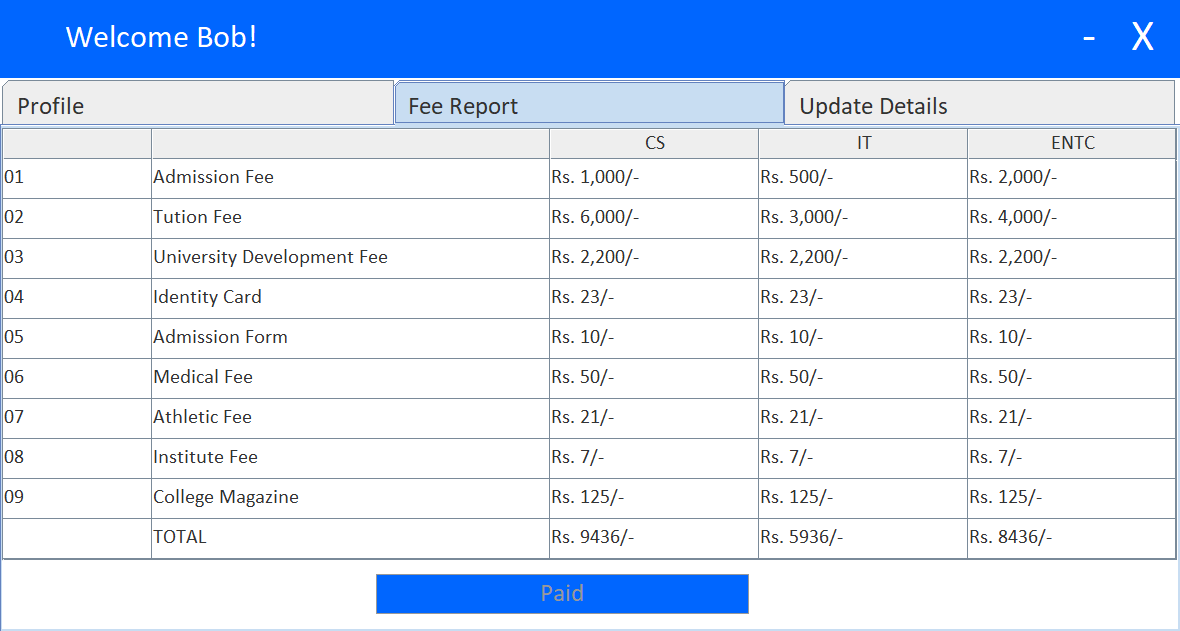 Welcome Bob!
- X
Profile Fee Report Update Details
CS IT ENTC
01 Admission Fee Rs. 1,000/- Rs. 500/- Rs. 2,000/-
02 Tution Fee Rs. 6,000/- Rs. 3,000/- Rs. 4,000/-
03 University Development Fee Rs. 2,200/- Rs. 2,200/- Rs. 2,200/-
04 Identity Card Rs. 23/- Rs. 23/- Rs. 23/-
05 Admission Form Rs. 10/- Rs. 10/- Rs. 10/-
06 Medical Fee Rs. 50/- Rs. 50/- Rs. 50/-
07 Athletic Fee Rs. 21/- Rs. 21/- Rs. 21/-
08 Institute Fee Rs. 7/- Rs. 7/- Rs. 7/-
09 College Magazine Rs. 125/- Rs. 125/- Rs. 125/-
TOTAL Rs. 9436/- Rs. 5936/- Rs. 8436/-
Paid